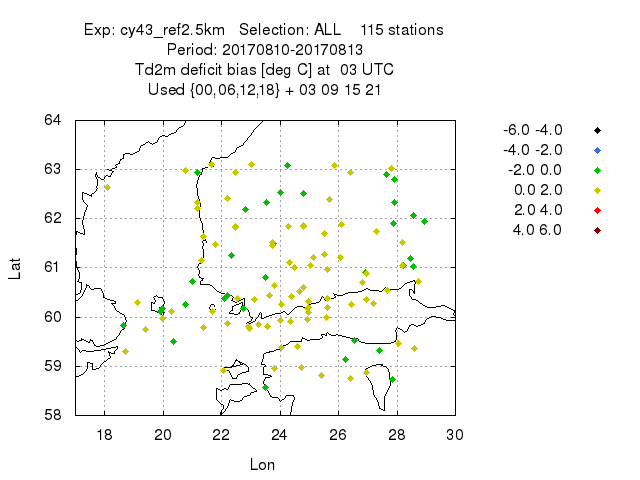 Exp: cy43_ref2.5km Selection: ALL 115 stations
Period: 20170810-20170813
Td2m deficit bias [deg C] at 03 UTC
Used {00,06,12,18} + 03 09 15 21
64
63
62
61
60
59
58
Lat
18 20 22 24 26 28 30
Lon
-6.0 -4.0
-4.0 -2.0
-2.0 0.0
0.0 2.0
2.0 4.0
4.0 6.0